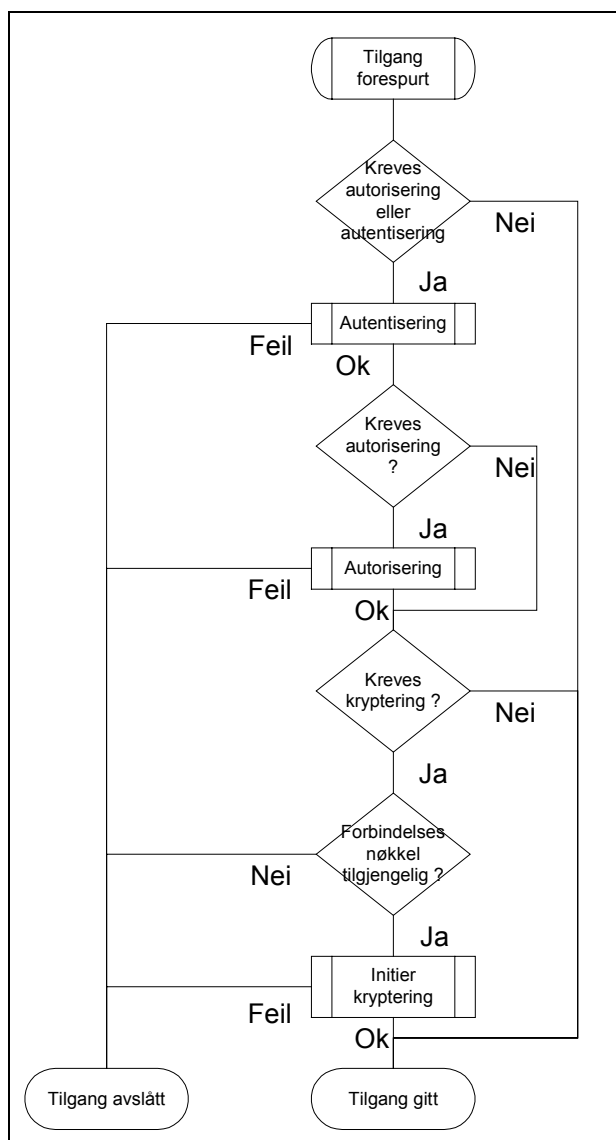 Tilgang
forespurt
Kreves
autorisering
eller
autentisering
Nei
Ja
Autentisering
Feil
Ok
Kreves
autorisering
?
Nei
Ja
Autorisering
Feil
Ok
Kreves
kryptering ?
Nei
Ja
Forbindelses
nøkkel
tilgjengelig ?
Nei
Ja
Initier
kryptering
Feil
Ok
Tilgang avslått
Tilgang gitt